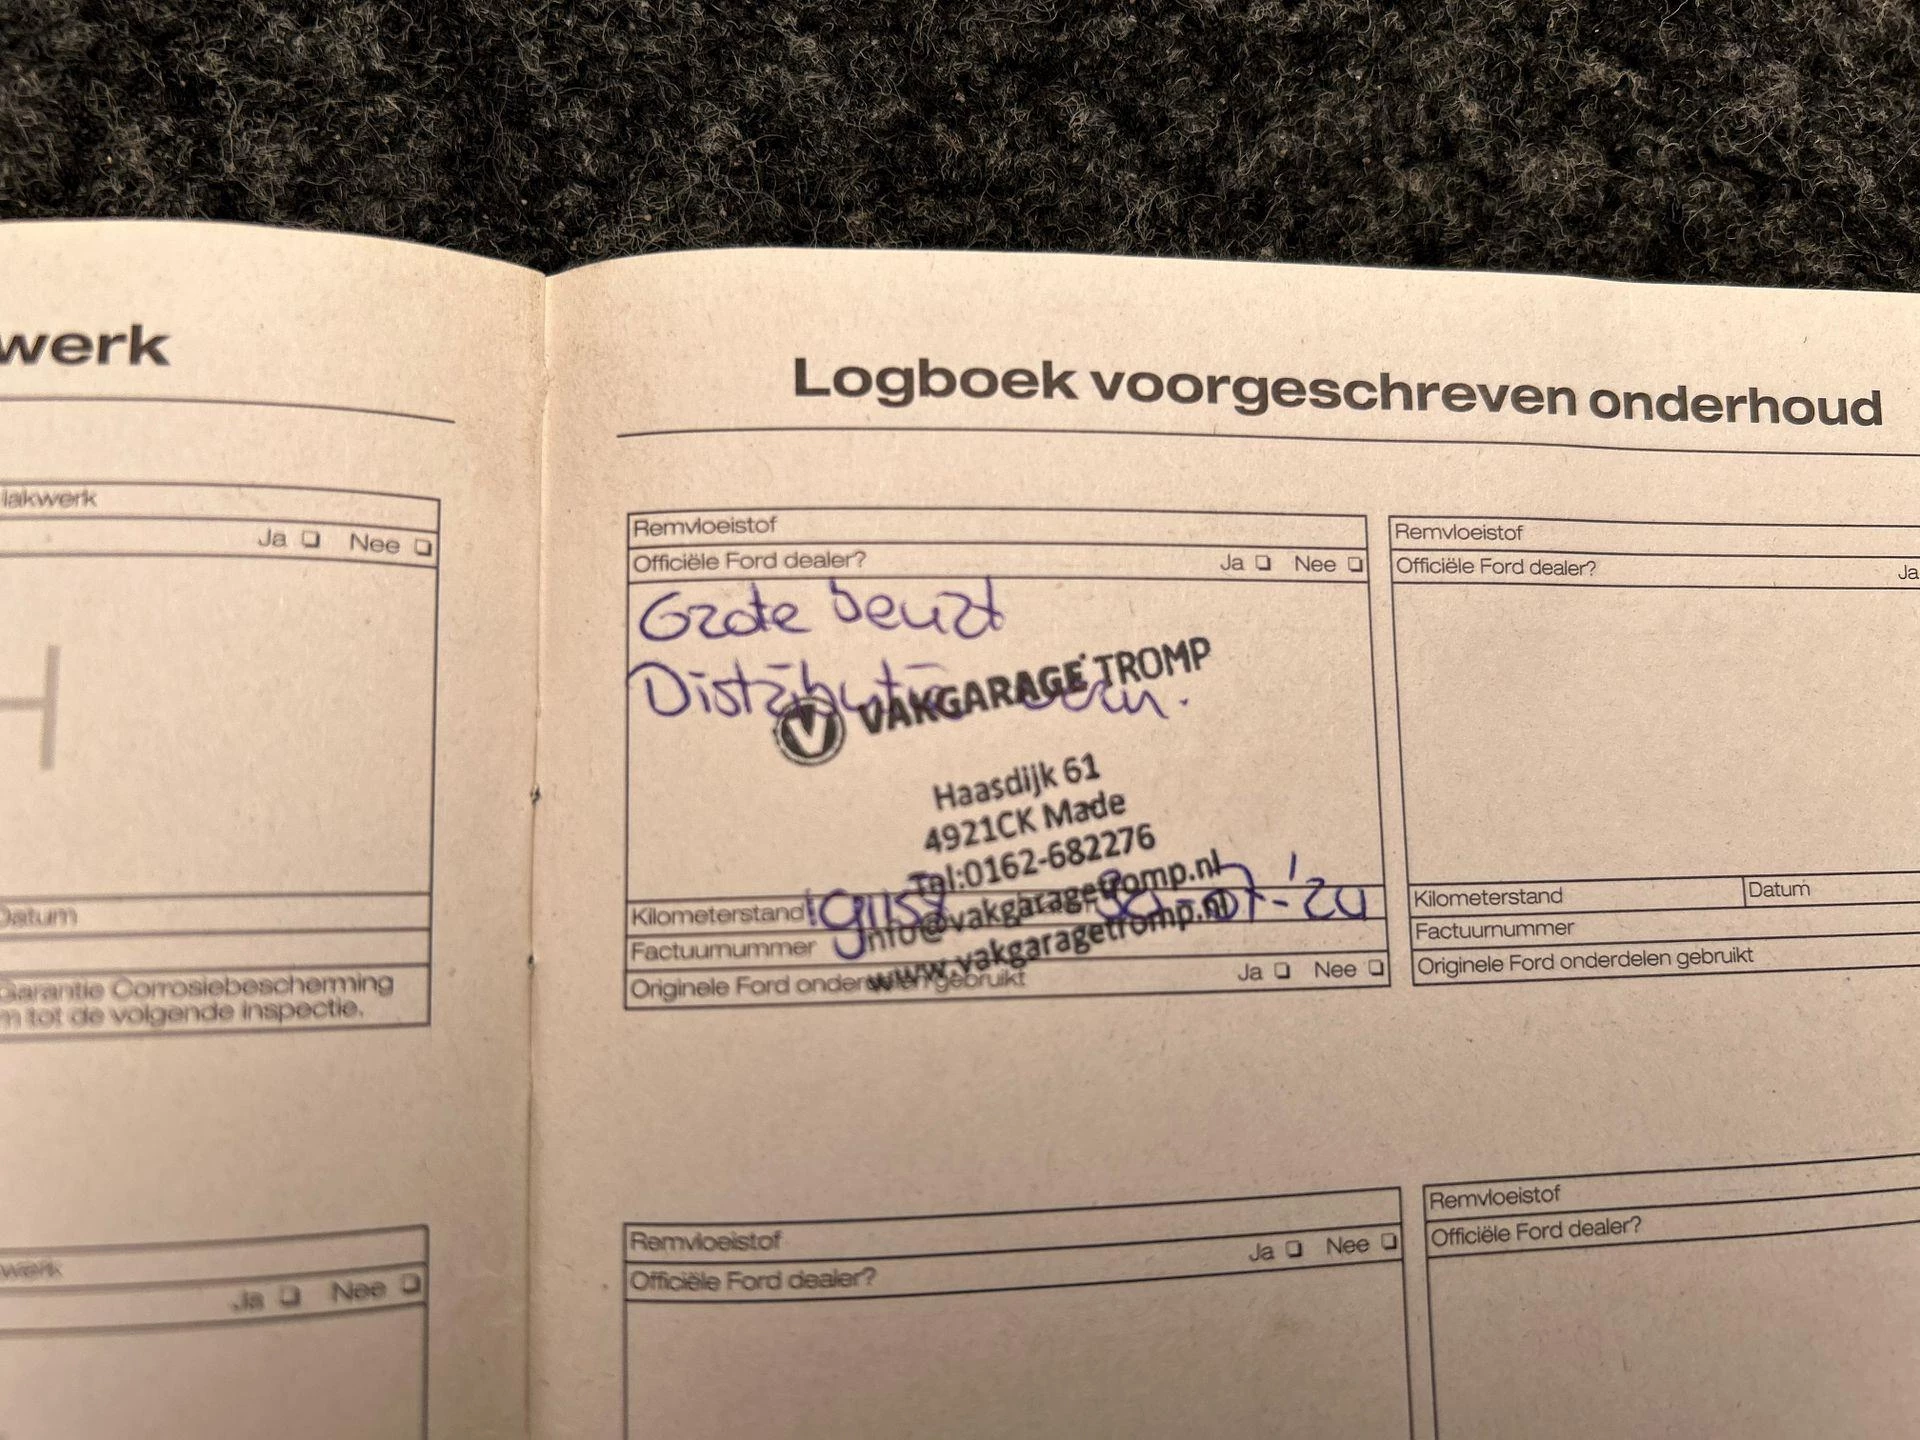 werk
lakwerk
Ja Nee
H
Datum
Garantie Corrosiebescherming
m tot de volgende inspectie.
werk
Ja Nee
Logboek voorgeschreven onderhoud
Remvloeistof
Officiële Ford dealer? Ja Nee
Grote beurt
Distributie
VAKGARAGE TROMP
Haasdijk 61
4921CK Made
Tel:0162-682276
info@vakgaragetromp.nl
www.vakgaragetromp.nl
Kilometerstand
Factuurnummer
Originele Ford onderdelen gebruikt Ja Nee
Remvloeistof
Officiële Ford dealer? Ja
Kilometerstand Datum
Factuurnummer
Originele Ford onderdelen gebruikt
Remvloeistof
Officiële Ford dealer? Ja Nee
Remvloeistof
Officiële Ford dealer?